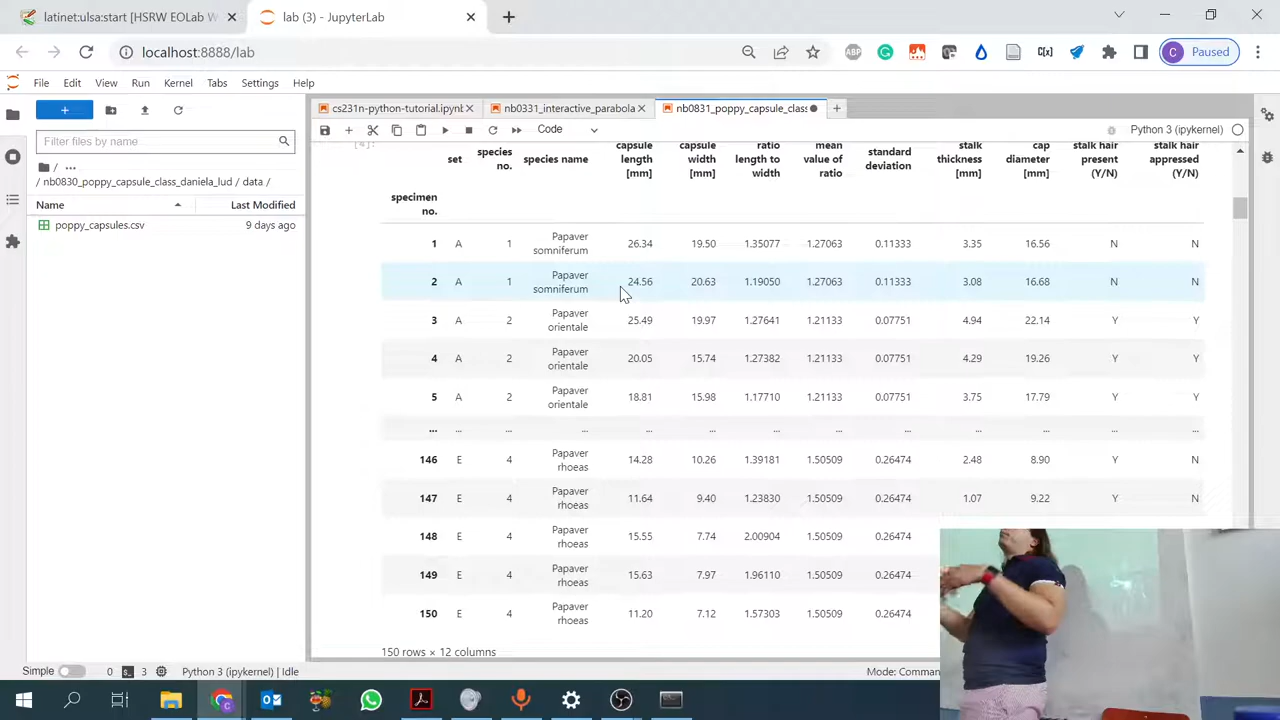 latinet:ulsa:start [HSRW EOLab W
lab (3) - JupyterLab
localhost:8888/lab
ABP
C[x]
C
Paused
File Edit View Run Kernel Tabs Settings Help
Filter files by name
/ ...
/ nb0830_poppy_capsule_class_daniela_lud / data /
Name Last Modified
poppy_capsules.csv 9 days ago
cs231n-python-tutorial.ipynb
nb0331_interactive_parabola
nb0831_poppy_capsule_class
Code
Python 3 (ipykernel)
[4]:
set
species no.
species name
capsule length [mm]
capsule width [mm]
ratio length to width
mean value of ratio
standard deviation
stalk thickness [mm]
cap diameter [mm]
stalk hair present (Y/N)
stalk hair appressed (Y/N)
specimen no.
1 A 1 Papaver somniferum 26.34 19.50 1.35077 1.27063 0.11333 3.35 16.56 N N
2 A 1 Papaver somniferum 24.56 20.63 1.19050 1.27063 0.11333 3.08 16.68 N N
3 A 2 Papaver orientale 25.49 19.97 1.27641 1.21133 0.07751 4.94 22.14 Y Y
4 A 2 Papaver orientale 20.05 15.74 1.27382 1.21133 0.07751 4.29 19.26 Y Y
5 A 2 Papaver orientale 18.81 15.98 1.17710 1.21133 0.07751 3.75 17.79 Y Y
... ... ... ... ... ... ... ... ... ... ... ... ...
146 E 4 Papaver rhoeas 14.28 10.26 1.39181 1.50509 0.26474 2.48 8.90 Y N
147 E 4 Papaver rhoeas 11.64 9.40 1.23830 1.50509 0.26474 1.07 9.22 Y N
148 E 4 Papaver rhoeas 15.55 7.74 2.00904 1.50509 0.26474
149 E 4 Papaver rhoeas 15.63 7.97 1.96110 1.50509 0.26474
150 E 4 Papaver rhoeas 11.20 7.12 1.57303 1.50509 0.26474
150 rows × 12 columns
Simple 0 3 Python 3 (ipykernel) | Idle
Mode: Comman